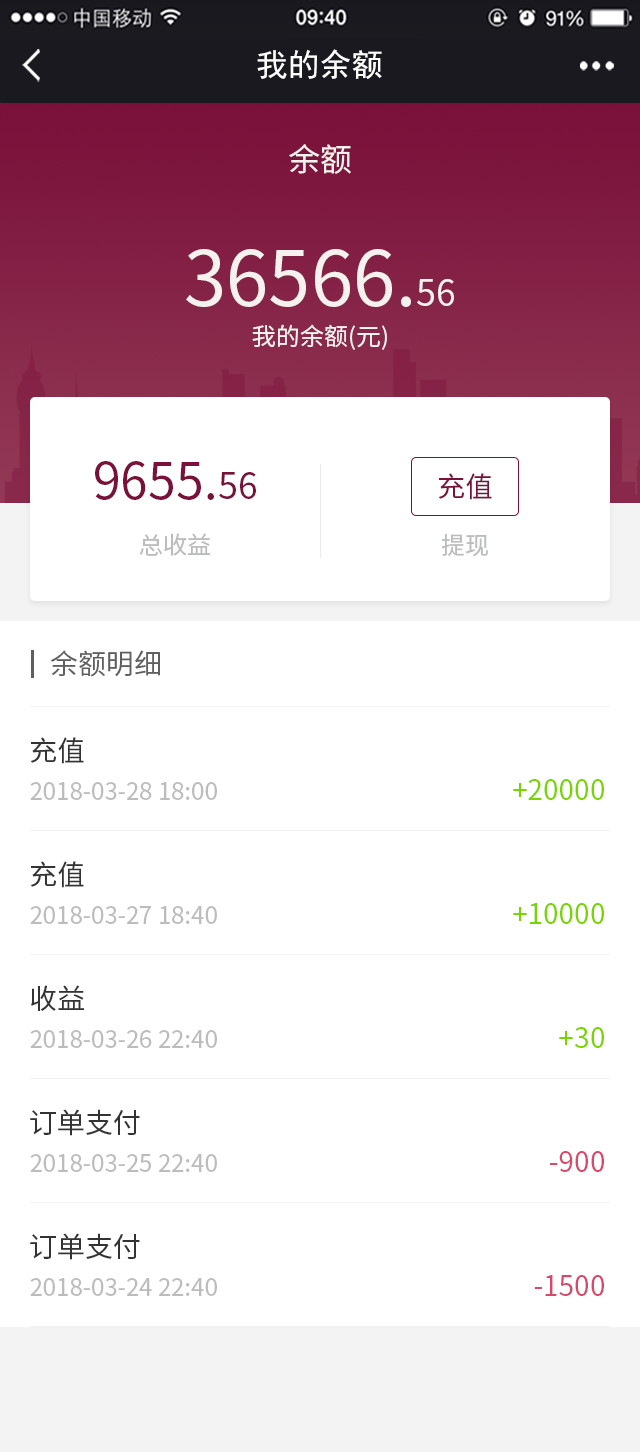 中国移动 09:40 91%
我的余额
余额
36566.56
我的余额(元)
9655.56
总收益
充值
提现
余额明细
充值
2018-03-28 18:00 +20000
充值
2018-03-27 18:40 +10000
收益
2018-03-26 22:40 +30
订单支付
2018-03-25 22:40 -900
订单支付
2018-03-24 22:40 -1500